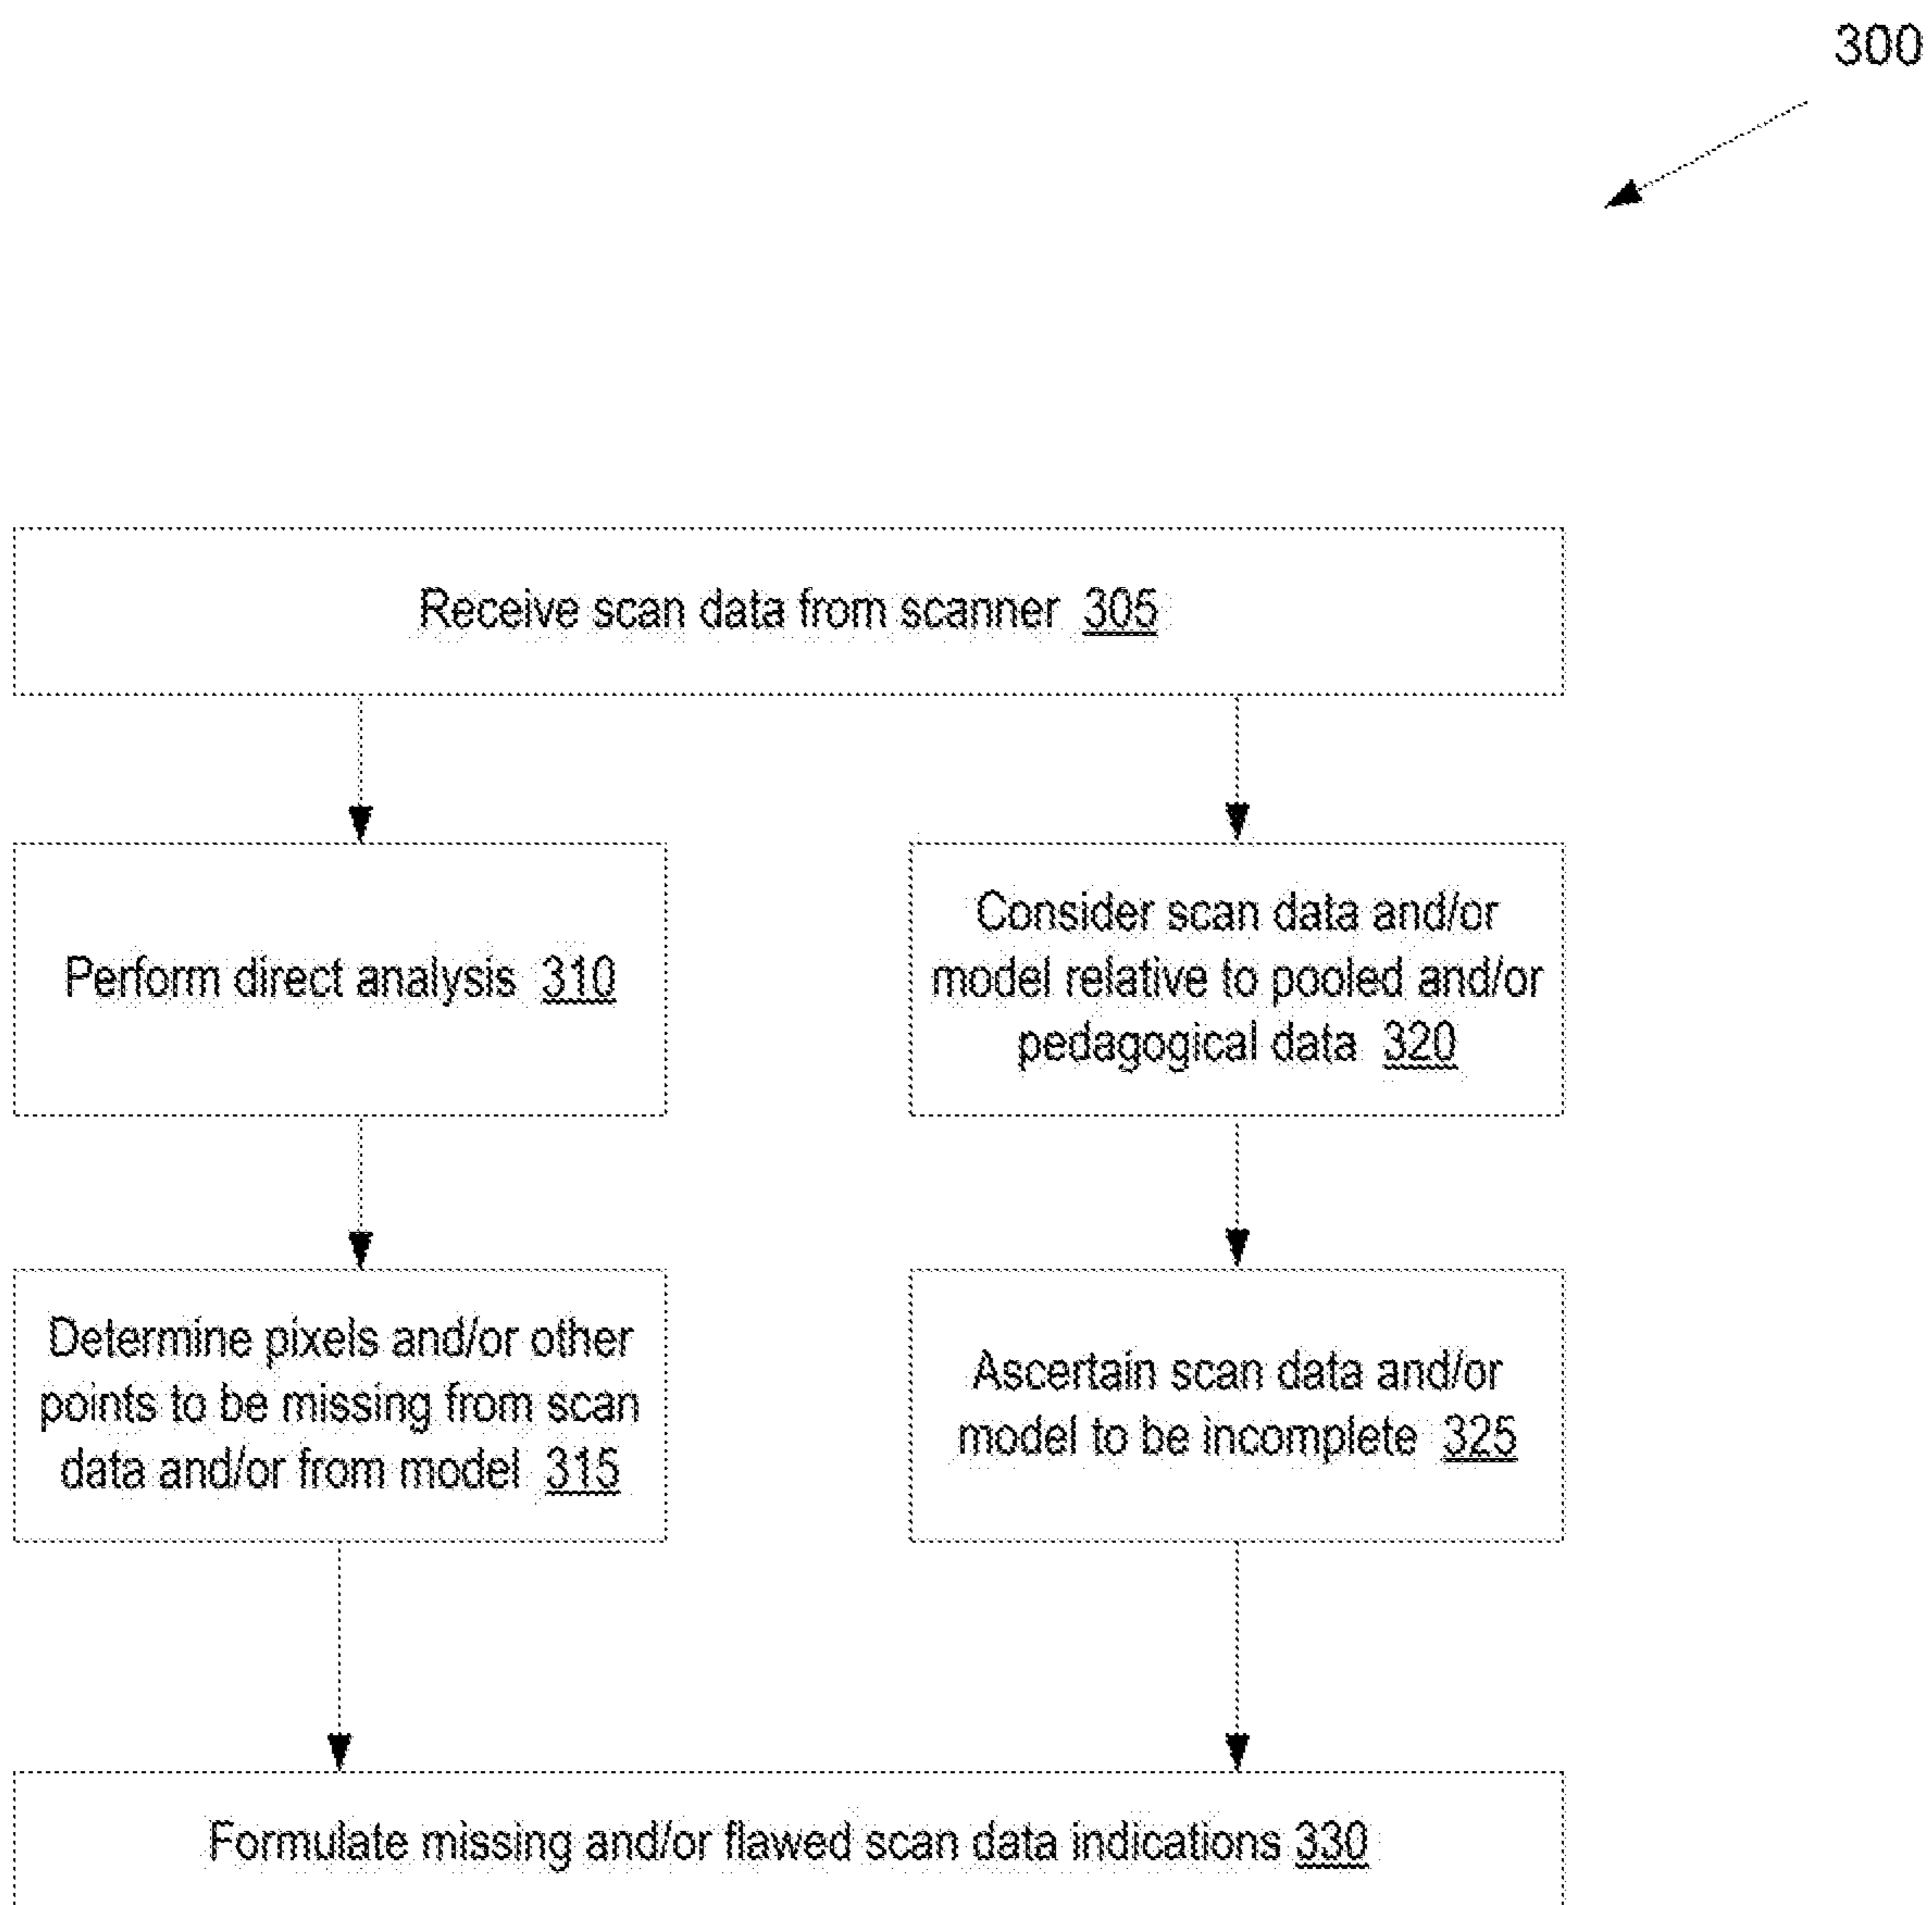 300
Receive scan data from scanner 305
Perform direct analysis 310
Consider scan data and/or
model relative to pooled and/or
pedagogical data 320
Determine pixels and/or other
points to be missing from scan
data and/or from model 315
Ascertain scan data and/or
model to be incomplete 325
Formulate missing and/or flawed scan data indications 330